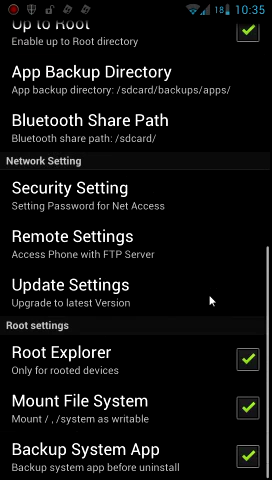 18 10:35
Up to Root
Enable up to Root directory
App Backup Directory
App backup directory: /sdcard/backups/apps/
Bluetooth Share Path
Bluetooth share path: /sdcard/
Network Setting
Security Setting
Setting Password for Net Access
Remote Settings
Access Phone with FTP Server
Update Settings
Upgrade to latest Version
Root settings
Root Explorer
Only for rooted devices
Mount File System
Mount / , /system as writable
Backup System App
Backup system app before uninstall